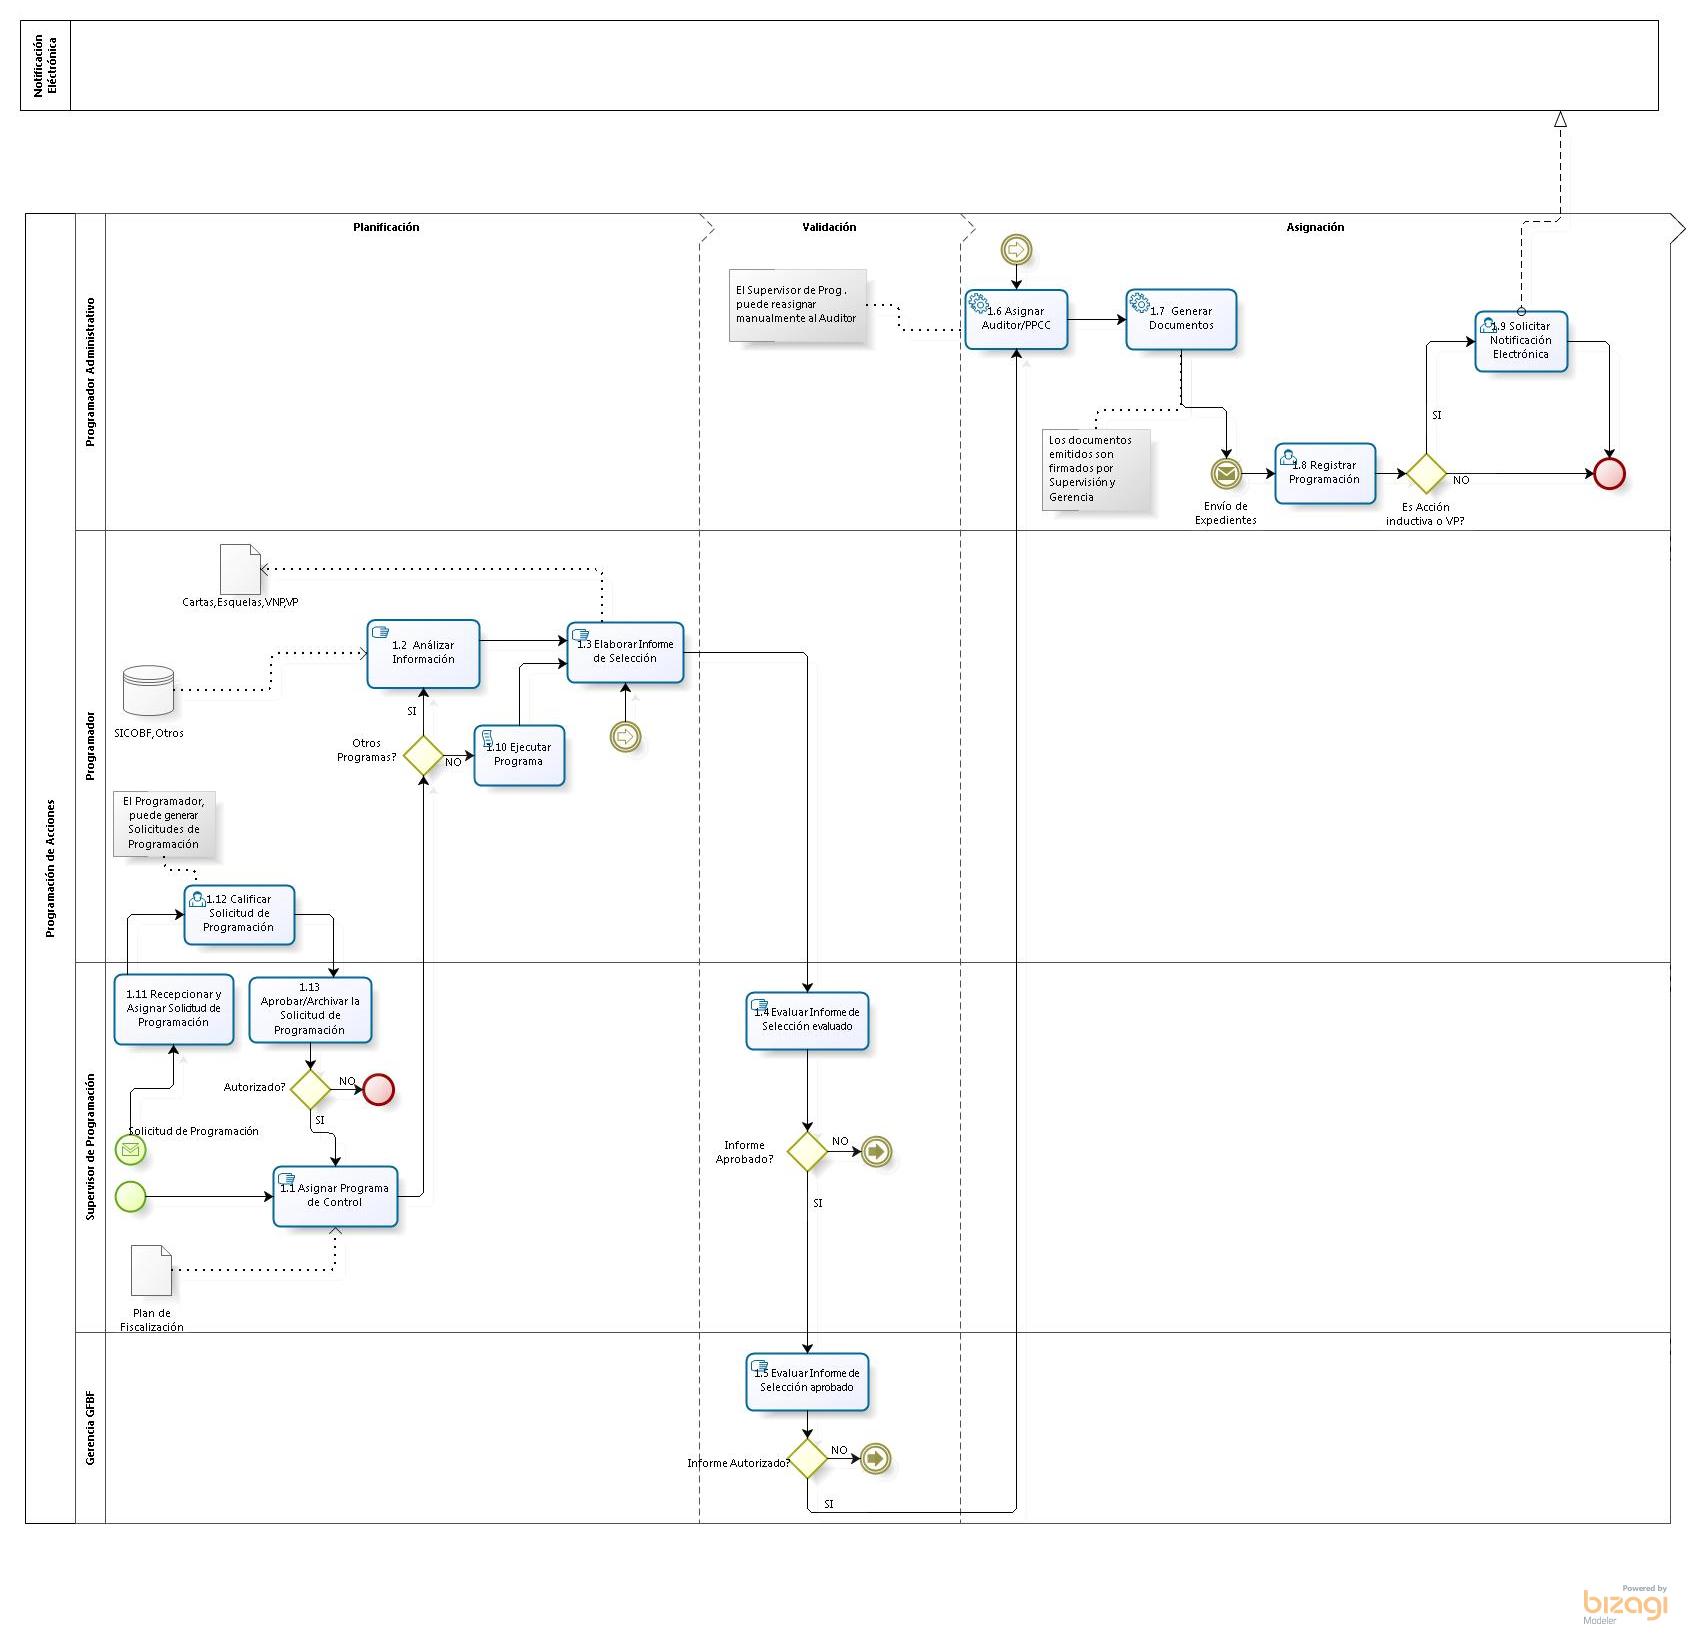 Notificación
Eléctrónica
Programación de Acciones
Planificación
Validación
Asignación
Programador Administrativo
El Supervisor de Prog .
puede reasignar
manualmente al Auditor
1.6 Asignar
Auditor/PPCC
1.7 Generar
Documentos
1.9 Solicitar
Notificación
Electrónica
SI
Los documentos
emitidos son
firmados por
Supervisión y
Gerencia
Envío de
Expedientes
1.8 Registrar
Programación
NO
Es Acción
inductiva o VP?
Programador
Cartas,Esquelas,VNP,VP
1.2 Análizar
Información
1.3 Elaborar Informe
de Selección
SICOBF,Otros
SI
Otros
Programas?
NO
1.10 Ejecutar
Programa
El Programador,
puede generar
Solicitudes de
Programación
1.12 Calificar
Solicitud de
Programación
Supervisor de Programación
1.11 Recepcionar y
Asignar Solictud de
Programación
1.13
Aprobar/Archivar la
Solicitud de
Programación
1.4 Evaluar Informe de
Selección evaluado
Autorizado?
NO
SI
Solicitud de Programación
Informe
Aprobado?
NO
SI
1.1 Asignar Programa
de Control
Plan de
Fiscalización
Gerencia GFBF
1.5 Evaluar Informe de
Selección aprobado
Informe Autorizado?
NO
SI
Powered by
bizagi
Modeler